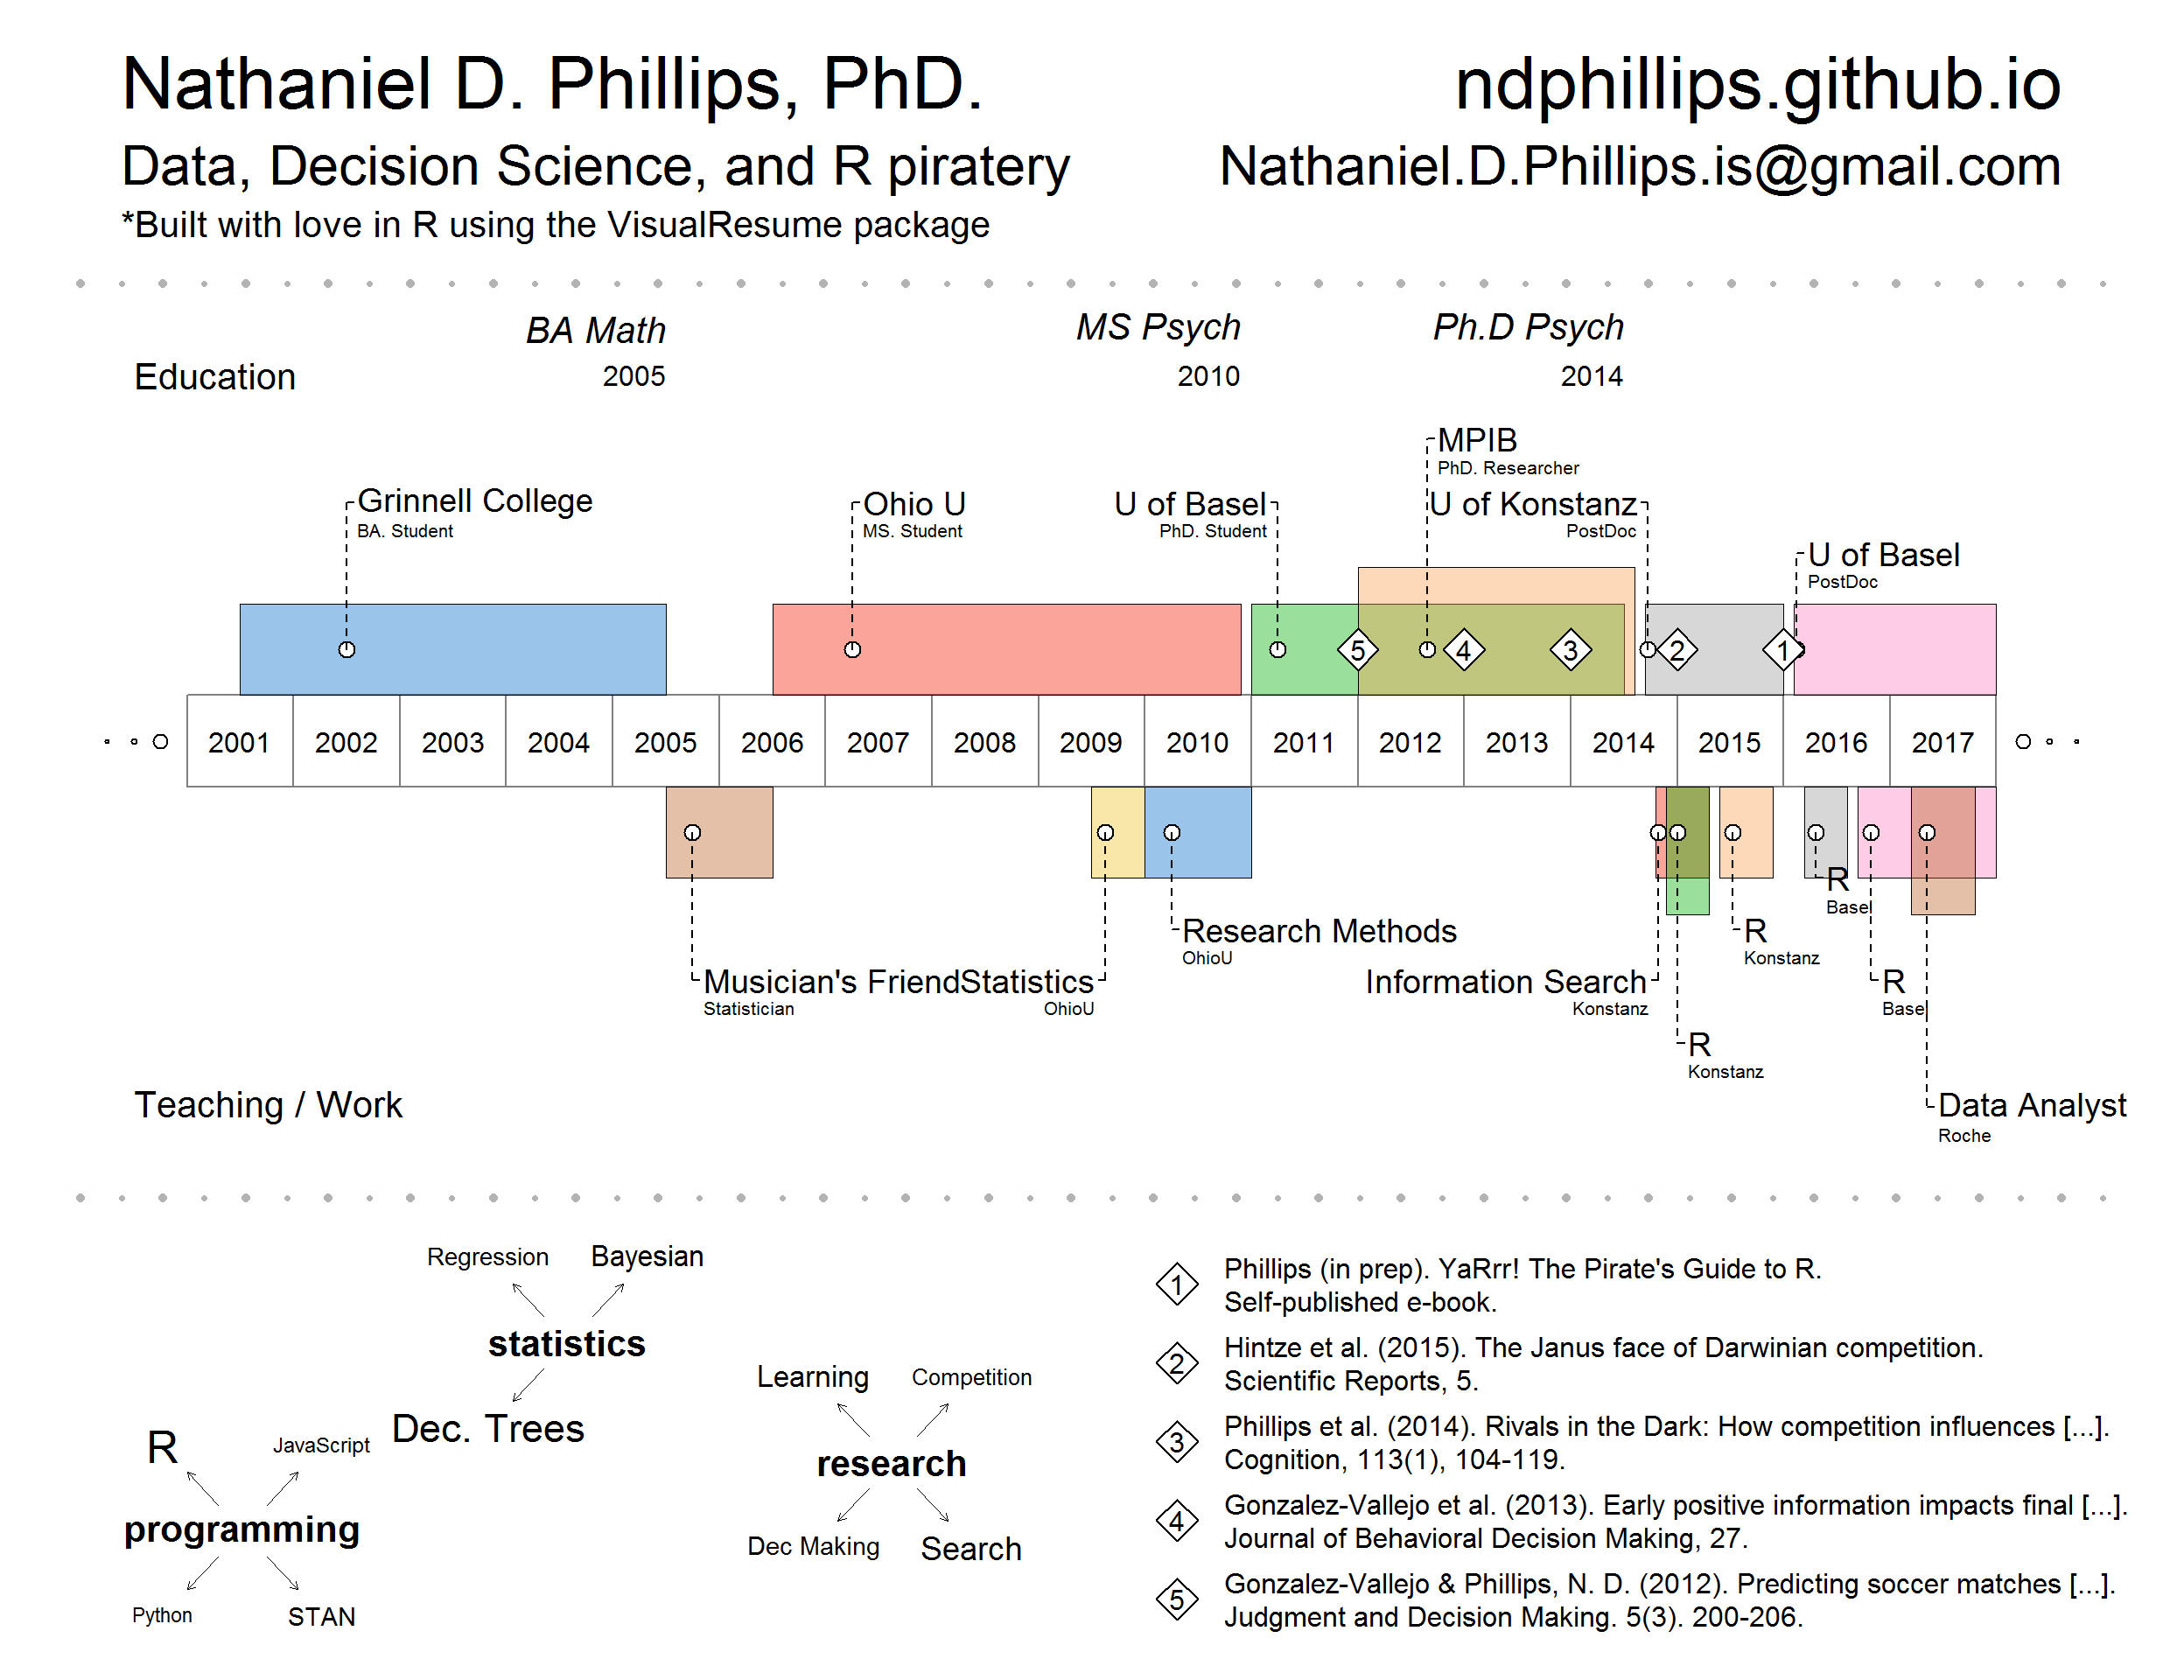 Nathaniel D. Phillips, PhD.
ndphillips.github.io
Data, Decision Science, and R piratery
Nathaniel.D.Phillips.is@gmail.com
*Built with love in R using the VisualResume package
BA Math
MS Psych
Ph.D Psych
Education
2005
2010
2014
MPIB
PhD. Researcher
Grinnell College
BA. Student
Ohio U
MS. Student
U of Basel
PhD. Student
U of Konstanz
PostDoc
U of Basel
PostDoc
5
4
3
2
1
2001 2002 2003 2004 2005 2006 2007 2008 2009 2010 2011 2012 2013 2014 2015 2016 2017
R
Basel
Research Methods
OhioU
R
Konstanz
Musician's Friend
Statistician
Statistics
OhioU
Information Search
Konstanz
R
Basel
R
Konstanz
Teaching / Work
Data Analyst
Roche
Regression
Bayesian
statistics
Dec. Trees
R
JavaScript
programming
Python
STAN
Learning
Competition
research
Dec Making
Search
1
Phillips (in prep). YaRrr! The Pirate's Guide to R.
Self-published e-book.
2
Hintze et al. (2015). The Janus face of Darwinian competition.
Scientific Reports, 5.
3
Phillips et al. (2014). Rivals in the Dark: How competition influences [...].
Cognition, 113(1), 104-119.
4
Gonzalez-Vallejo et al. (2013). Early positive information impacts final [...].
Journal of Behavioral Decision Making, 27.
5
Gonzalez-Vallejo & Phillips, N. D. (2012). Predicting soccer matches [...].
Judgment and Decision Making. 5(3). 200-206.